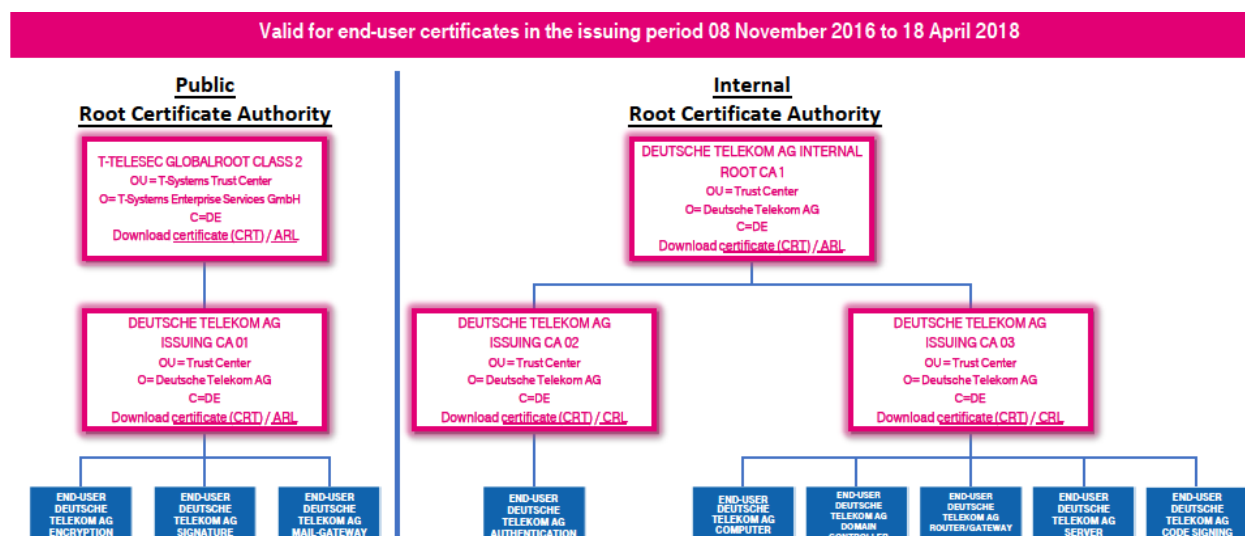 Valid for end-user certificates in the issuing period 08 November 2016 to 18 April 2018
Public
Root Certificate Authority
T-TELESEC GLOBALROOT CLASS 2
OU = T-Systems Trust Center
O= T-Systems Enterprise Services GmbH
C=DE
Download certificate (CRT) / ARL
DEUTSCHE TELEKOM AG
ISSUING CA 01
OU = Trust Center
O= Deutsche Telekom AG
C=DE
Download certificate (CRT) / ARL
END-USER
DEUTSCHE
TELEKOM AG
ENCRYPTION
END-USER
DEUTSCHE
TELEKOM AG
SIGNATURE
END-USER
DEUTSCHE
TELEKOM AG
MAIL-GATEWAY
Internal
Root Certificate Authority
DEUTSCHE TELEKOM AG INTERNAL
ROOT CA 1
OU = Trust Center
O= Deutsche Telekom AG
C=DE
Download certificate (CRT) / ARL
DEUTSCHE TELEKOM AG
ISSUING CA 02
OU = Trust Center
O= Deutsche Telekom AG
C=DE
Download certificate (CRT) / CRL
DEUTSCHE TELEKOM AG
ISSUING CA 03
OU = Trust Center
O= Deutsche Telekom AG
C=DE
Download certificate (CRT) / CRL
END-USER
DEUTSCHE
TELEKOM AG
AUTHENTICATION
END-USER
DEUTSCHE
TELEKOM AG
COMPUTER
END-USER
DEUTSCHE
TELEKOM AG
DOMAIN
CONTROLLER
END-USER
DEUTSCHE
TELEKOM AG
ROUTER/GATEWAY
END-USER
DEUTSCHE
TELEKOM AG
SERVER
END-USER
DEUTSCHE
TELEKOM AG
CODE SIGNING